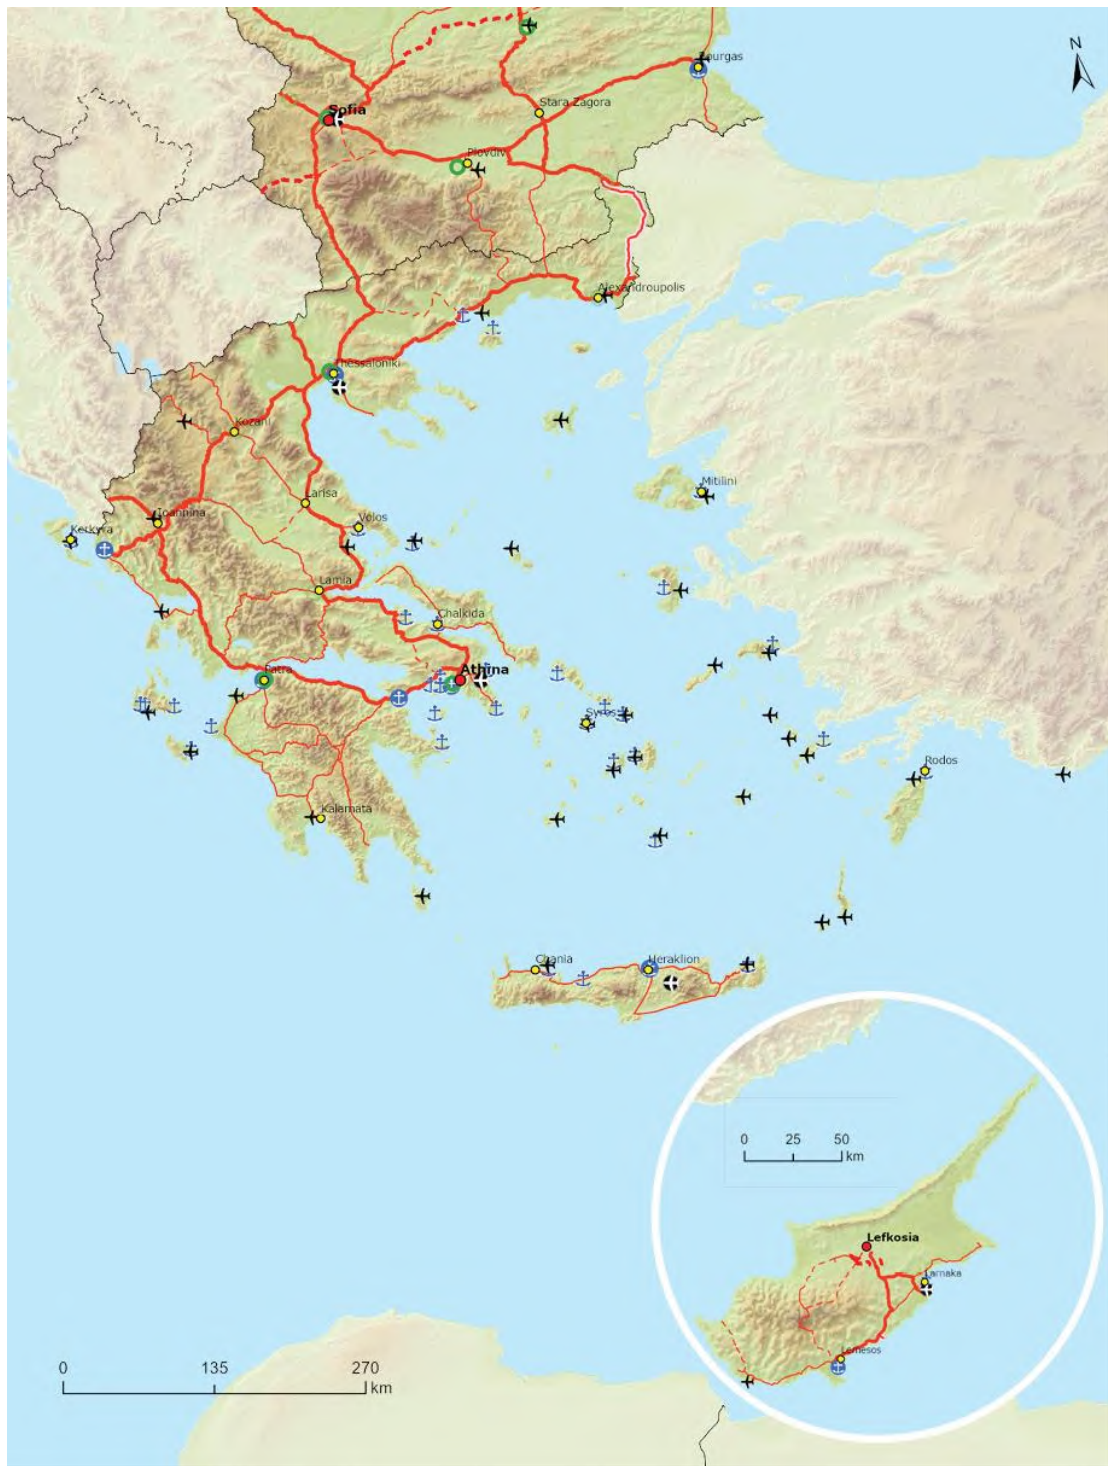 N
Bourgas
Stara Zagora
Sofia
Plovdiv
Alexandroupolis
Thessaloniki
Kozani
Mitilini
Larisa
Ioannina
Volos
Kerkyra
Lamia
Chalkida
Athina
Patra
Syros
Rodos
Kalamata
Chania
Heraklion
0 25 50
km
Lefkosia
Larnaka
Lemesos
0 135 270
km